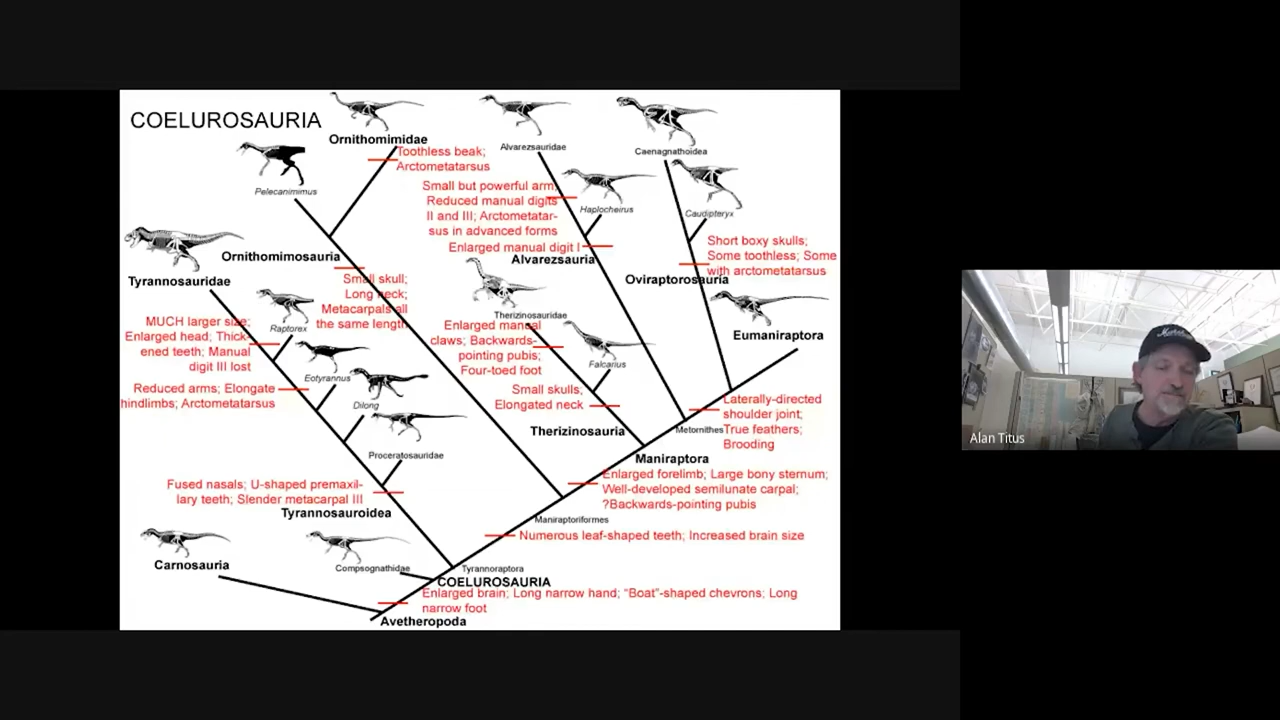 COELUROSAURIA
Ornithomimidae
Toothless beak;
Arctometatarsus
Pelecanimimus
Ornithomimosauria
Small skull;
Long neck;
Metacarpals all
the same length
Tyrannosauridae
MUCH larger size;
Enlarged head; Thick-
ened teeth; Manual
digit III lost
Raptorex
Reduced arms; Elongate
hindlimbs; Arctometatarsus
Eotyrannus
Dilong
Proceratosauridae
Fused nasals; U-shaped premaxil-
lary teeth; Slender metacarpal III
Tyrannosauroidea
Alvarezsauridae
Small but powerful arm;
Reduced manual digits
II and III; Arctometatar-
sus in advanced forms
Haplocheirus
Enlarged manual digit I
Alvarezsauria
Caenagnathoidea
Caudipteryx
Short boxy skulls;
Some toothless; Some
with arctometatarsus
Oviraptorosauria
Eumaniraptora
Therizinosauridae
Enlarged manual
claws; Backwards-
pointing pubis;
Four-toed foot
Falcarius
Small skulls;
Elongated neck
Therizinosauria
Laterally-directed
shoulder joint;
True feathers;
Brooding
Metornithes
Maniraptora
Enlarged forelimb; Large bony sternum;
Well-developed semilunate carpal;
?Backwards-pointing pubis
Maniraptoriformes
Numerous leaf-shaped teeth; Increased brain size
Carnosauria
Compsognathidae
Tyrannoraptora
COELUROSAURIA
Enlarged brain; Long narrow hand; "Boat"-shaped chevrons; Long
narrow foot
Avetheropoda
Alan Titus